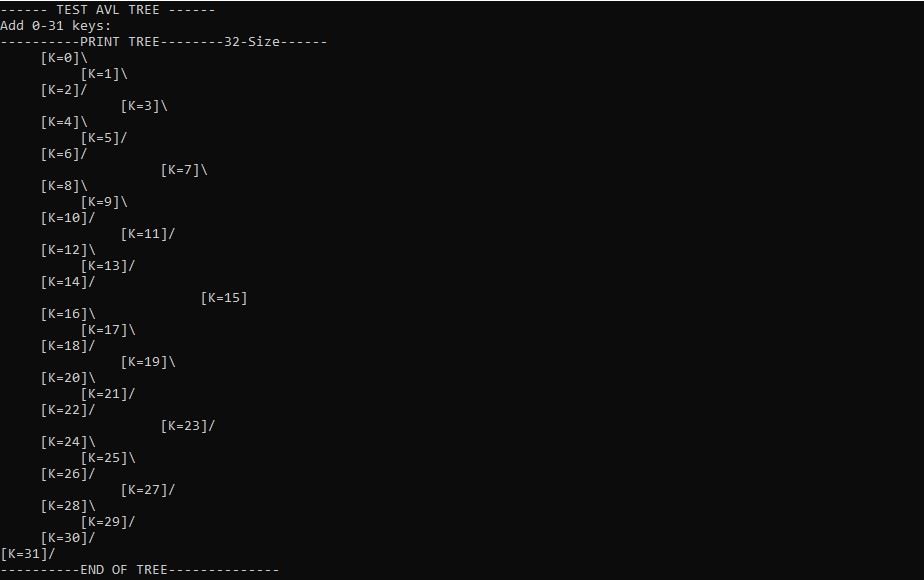 ------ TEST AVL TREE ------
Add 0-31 keys:
----------PRINT TREE--------32-Size------
     [K=0]\
          [K=1]\
     [K=2]/
               [K=3]\
     [K=4]\
          [K=5]/
     [K=6]/
                    [K=7]\
     [K=8]\
          [K=9]\
     [K=10]/
               [K=11]/
     [K=12]\
          [K=13]/
     [K=14]/
                         [K=15]
     [K=16]\
          [K=17]\
     [K=18]/
               [K=19]\
     [K=20]\
          [K=21]/
     [K=22]/
                    [K=23]/
     [K=24]\
          [K=25]\
     [K=26]/
               [K=27]/
     [K=28]\
          [K=29]/
     [K=30]/
[K=31]/
----------END OF TREE--------------